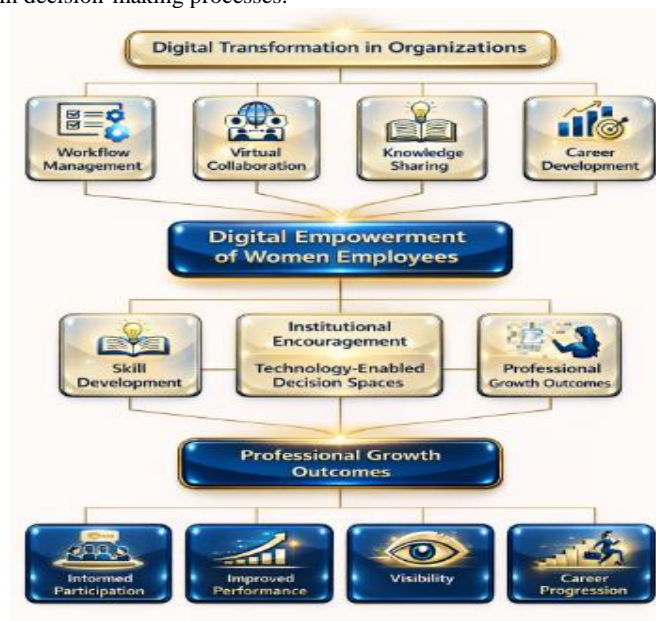 in decision-making processes.
Digital Transformation in Organizations
Workflow
Management
Virtual
Collaboration
Knowledge
Sharing
Career
Development
Digital Empowerment
of Women Employees
Skill
Development
Institutional
Encouragement
Technology-Enabled
Decision Spaces
Professional
Growth Outcomes
Professional Growth
Outcomes
Informed
Participation
Improved
Performance
Visibility
Career
Progression